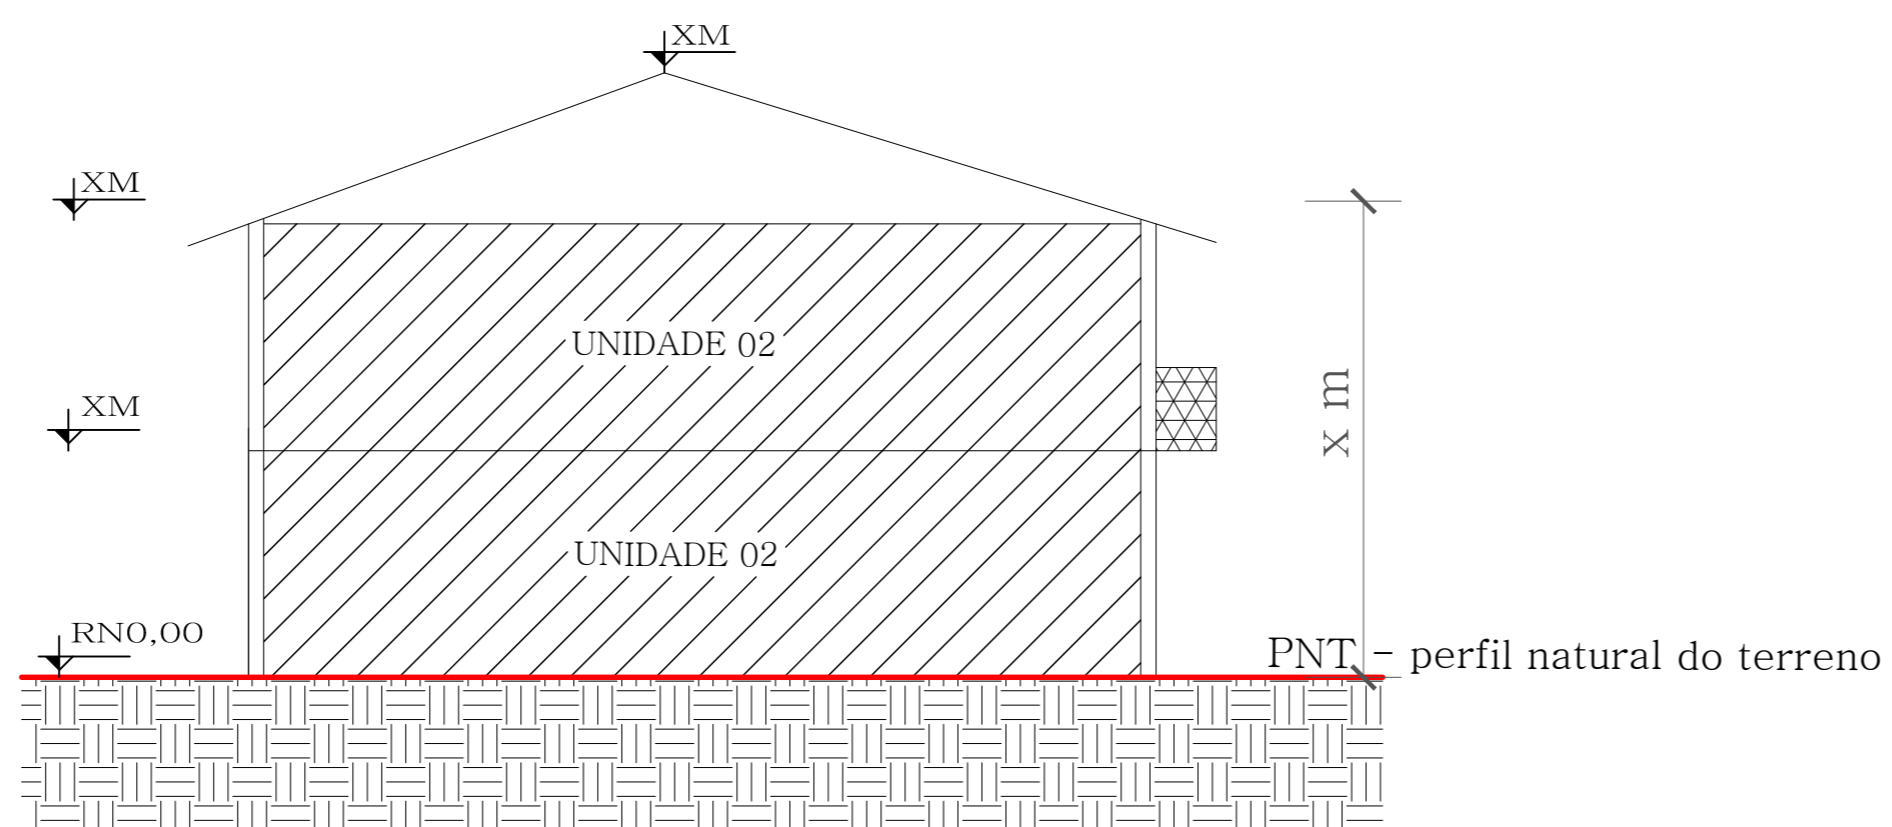 XM
XM
UNIDADE 02
x m
XM
UNIDADE 02
RN0,00
PNT - perfil natural do terreno